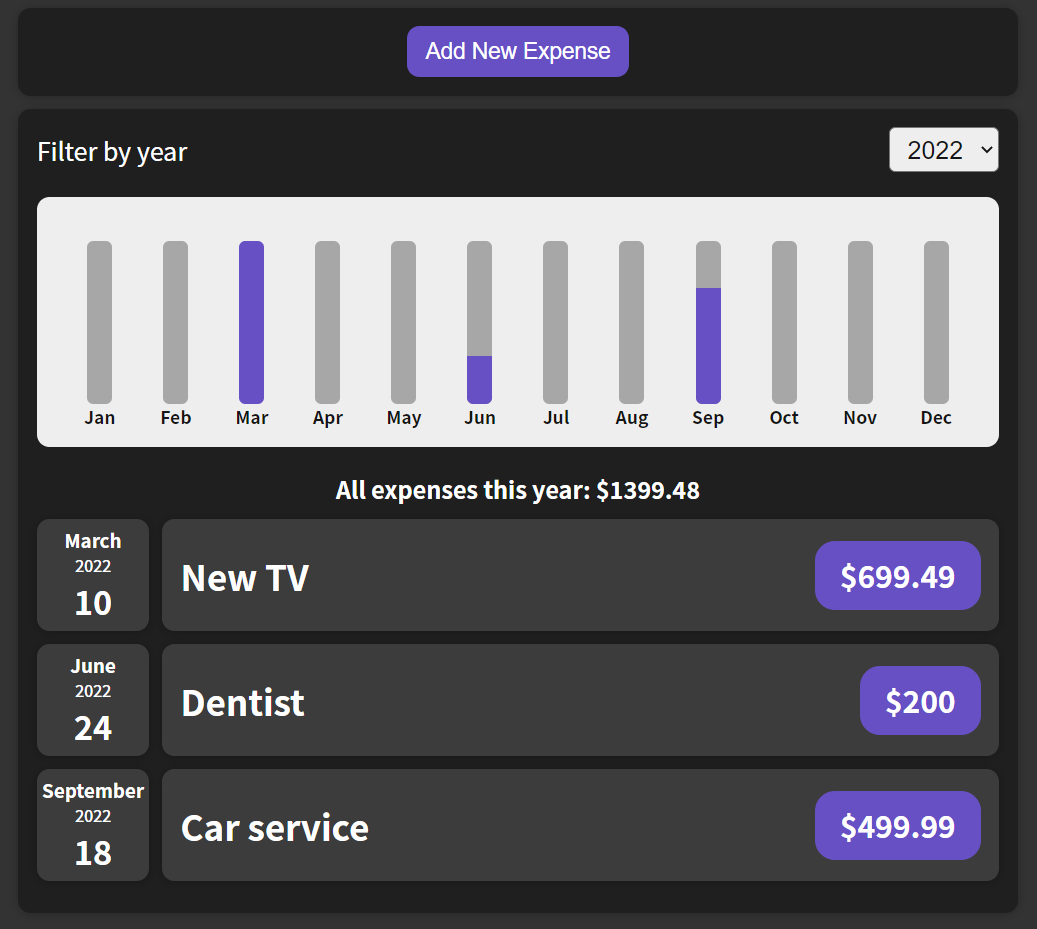 Add New Expense
Filter by year
2022
Jan Feb Mar Apr May Jun Jul Aug Sep Oct Nov Dec
All expenses this year: $1399.48
March
2022
10
New TV
$699.49
June
2022
24
Dentist
$200
September
2022
18
Car service
$499.99